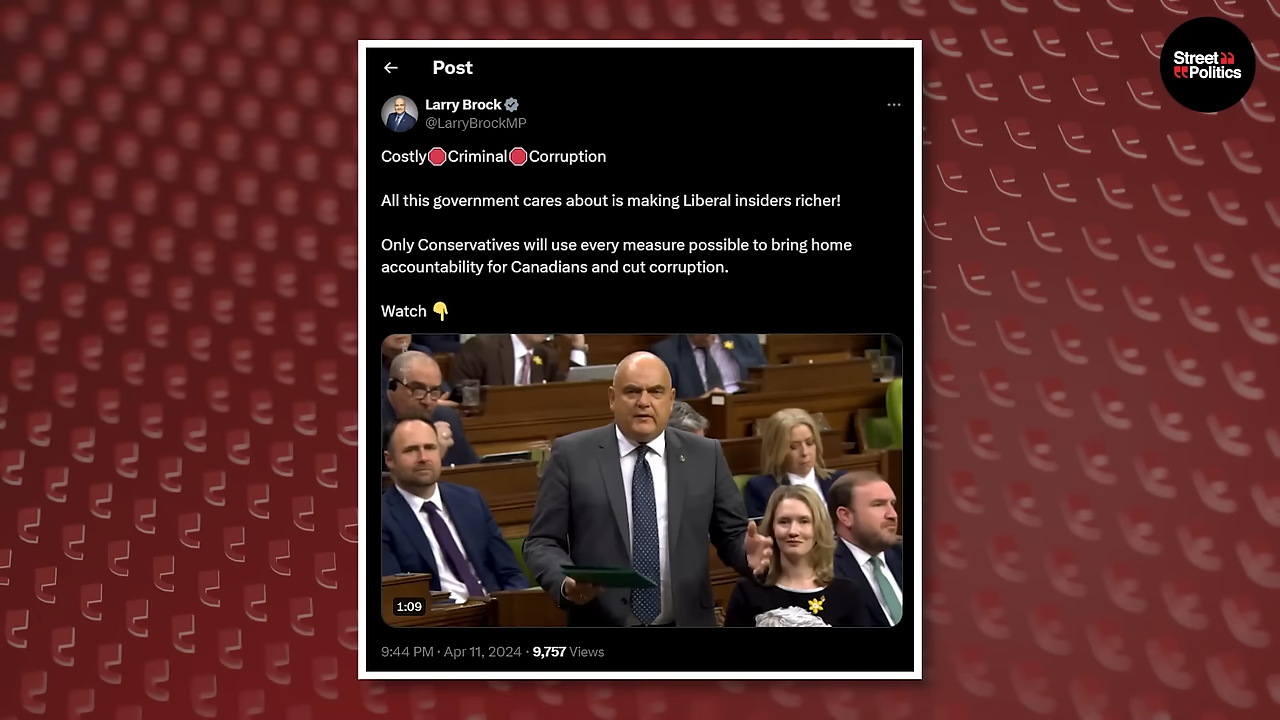 Street
Politics
Post
Larry Brock
@LarryBrockMP
Costly🛑Criminal🛑Corruption
All this government cares about is making Liberal insiders richer!
Only Conservatives will use every measure possible to bring home
accountability for Canadians and cut corruption.
Watch 👇
1:09
9:44 PM · Apr 11, 2024 · 9,757 Views